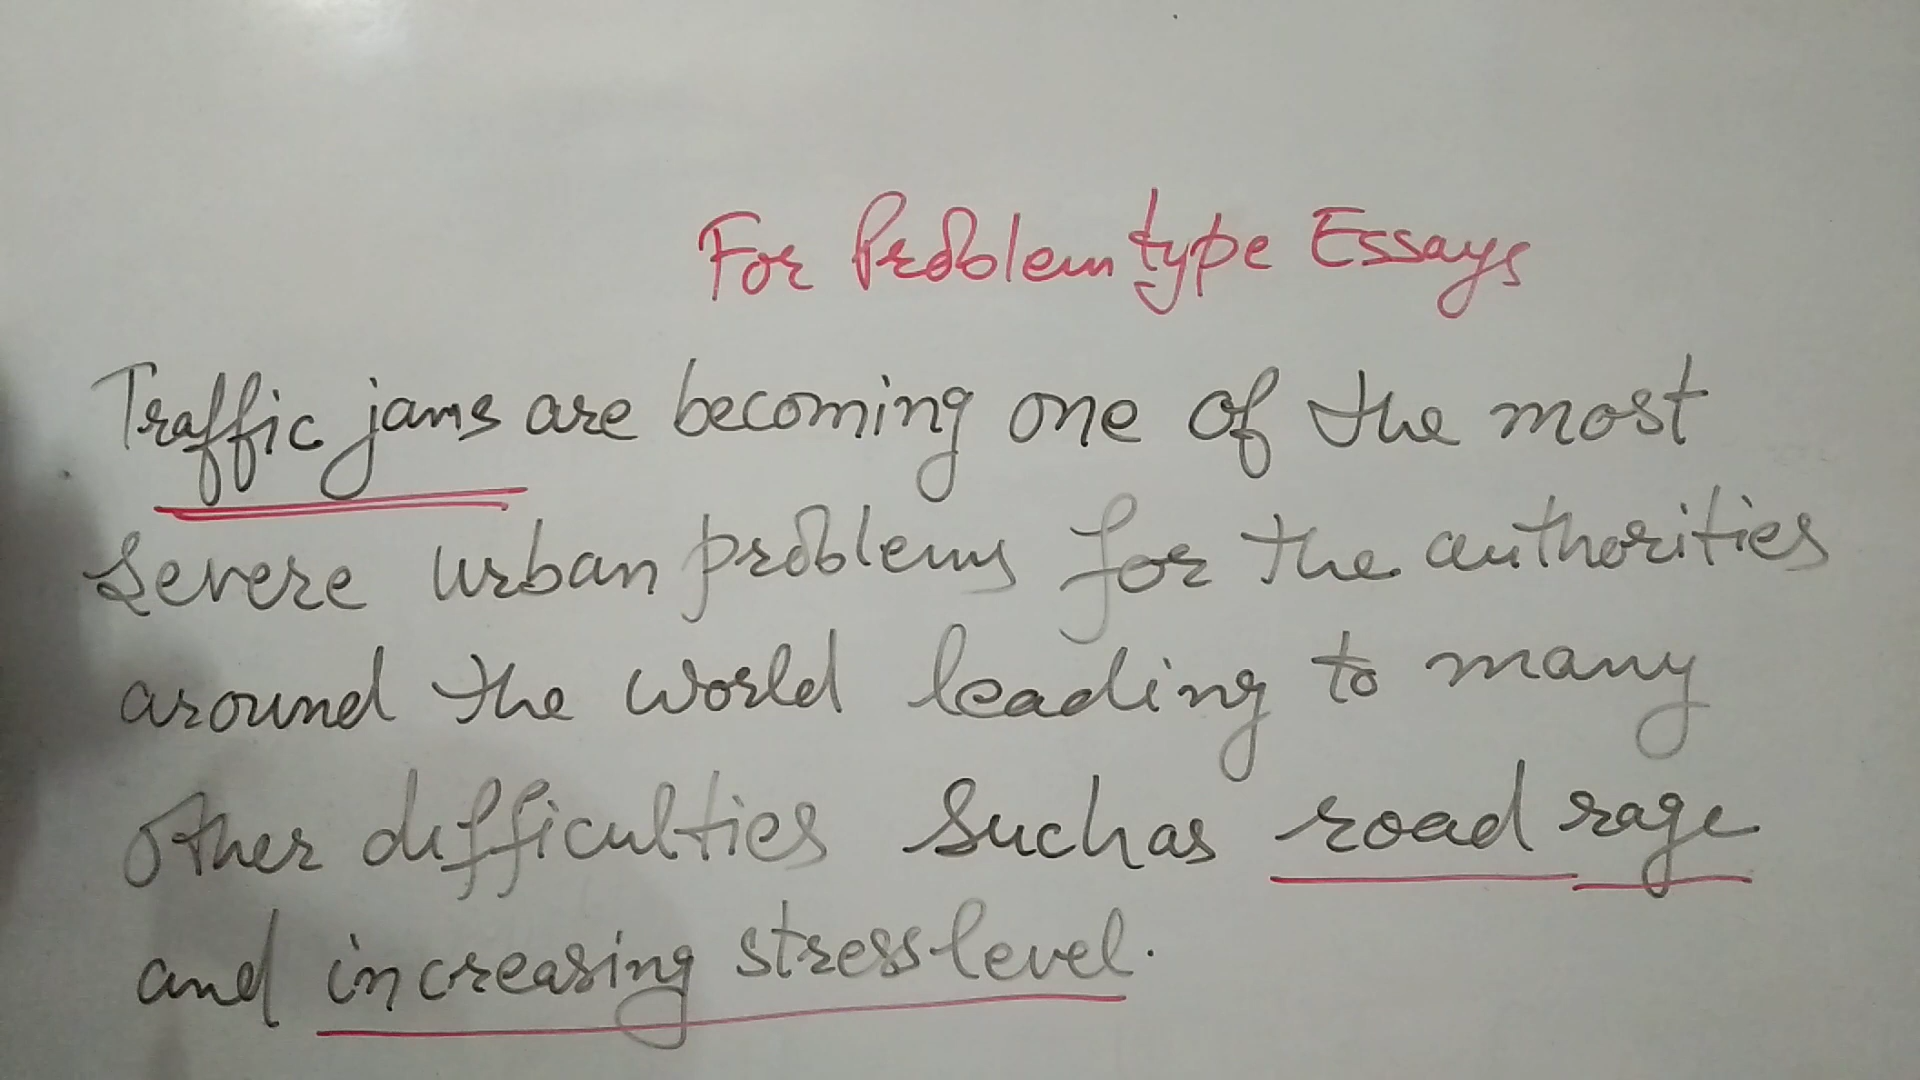 For Problem type Essays
Traffic jams are becoming one of the most
severe urban problems for the authorities
around the world leading to many
other difficulties such as road rage
and increasing stress level.